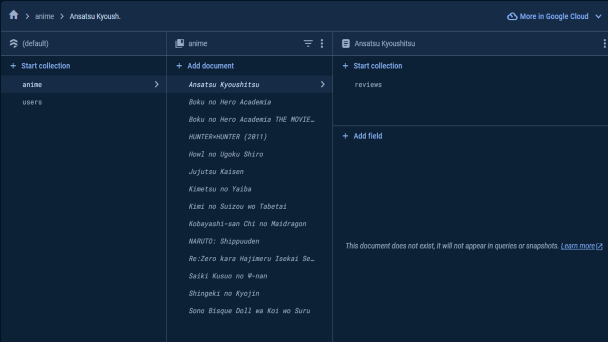 anime
Ansatsu Kyoush.
More in Google Cloud
(default)
anime
Ansatsu Kyoushitsu
Start collection
Add document
Start collection
anime
users
Ansatsu Kyoushitsu
Boku no Hero Academia
Boku no Hero Academia THE MOVIE…
HUNTER×HUNTER (2011)
Howl no Ugoku Shiro
Jujutsu Kaisen
Kimetsu no Yaiba
Kimi no Suizou wo Tabetai
Kobayashi-san Chi no Maidragon
NARUTO: Shippuuden
Re:Zero kara Hajimeru Isekai Se…
Saiki Kusuo no Ψ-nan
Shingeki no Kyojin
Sono Bisque Doll wa Koi wo Suru
reviews
Add field
This document does not exist, it will not appear in queries or snapshots. Learn more